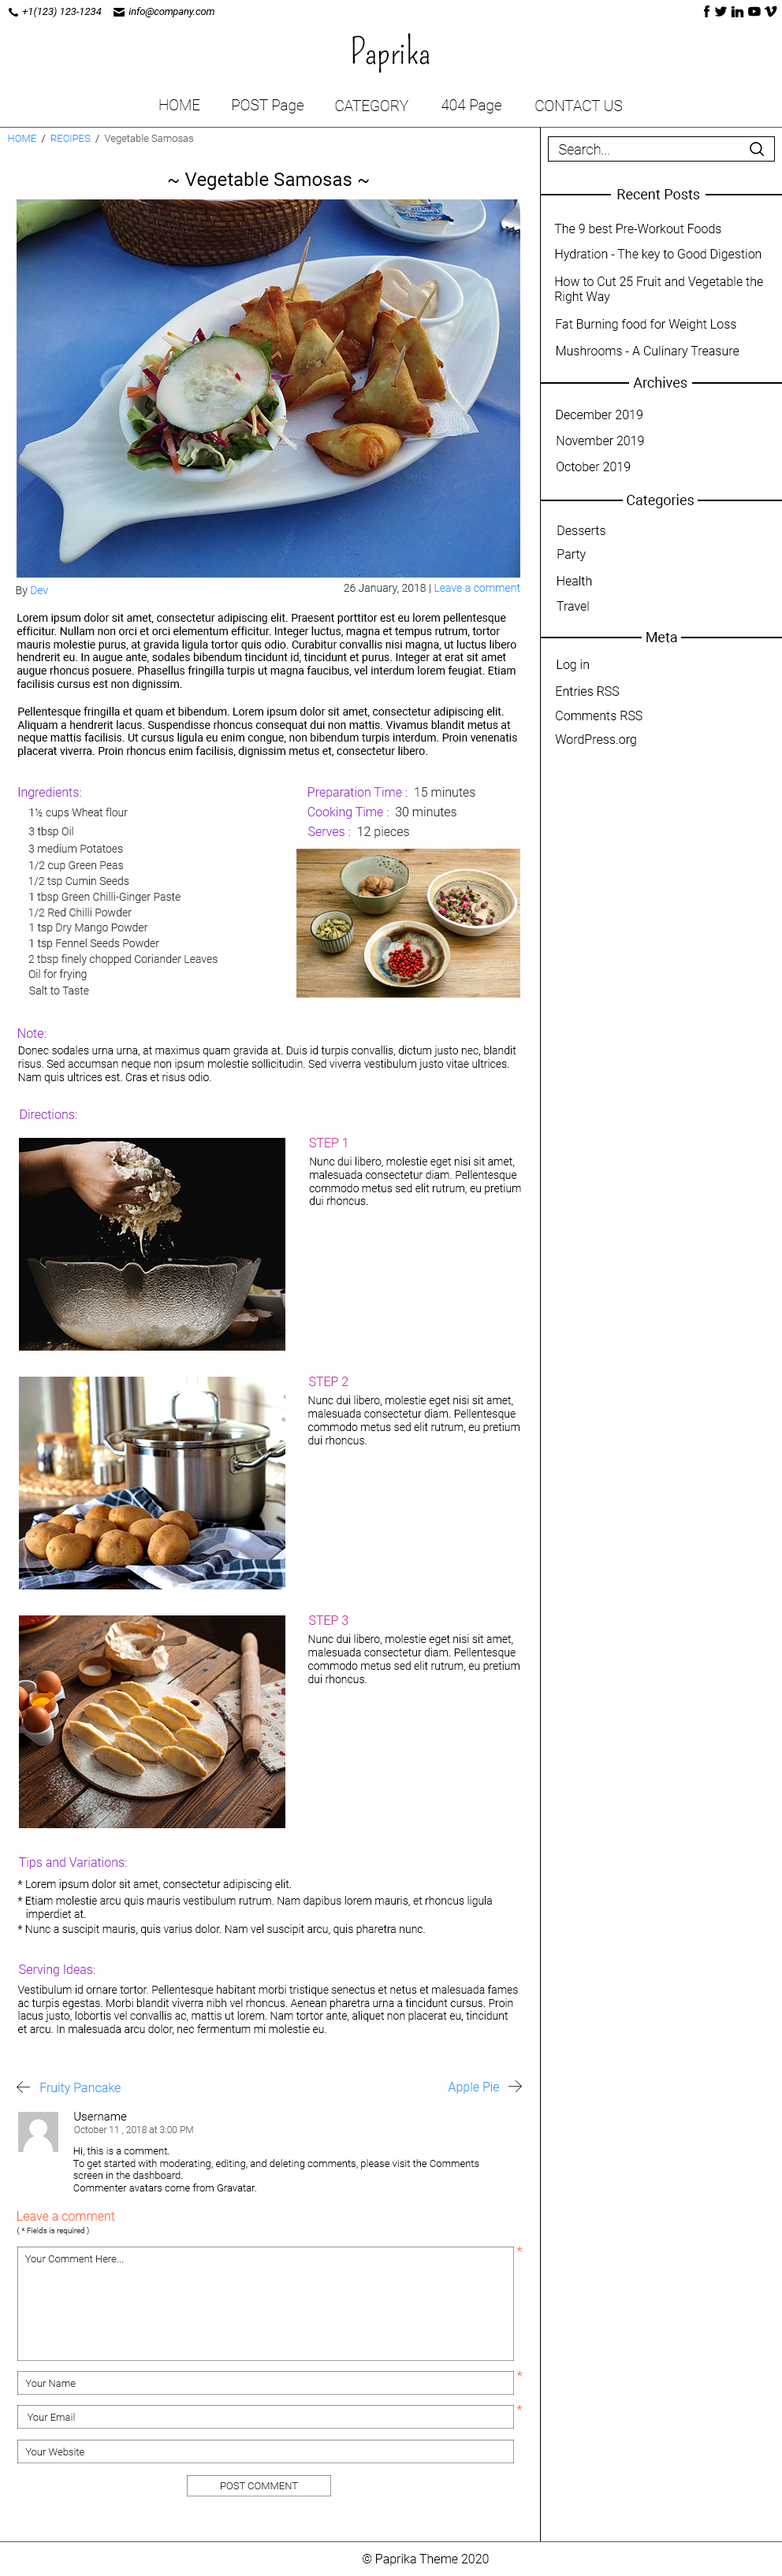 +1(123) 123-1234 info@company.com
Paprika
HOME POST Page CATEGORY 404 Page CONTACT US
HOME / RECIPES / Vegetable Samosas
~ Vegetable Samosas ~
By Dev
26 January, 2018 | Leave a comment
Lorem ipsum dolor sit amet, consectetur adipiscing elit. Praesent porttitor est eu lorem pellentesque
efficitur. Nullam non orci et orci elementum efficitur. Integer luctus, magna et tempus rutrum, tortor
mauris molestie purus, at gravida ligula tortor quis odio. Curabitur convallis nisi magna, ut luctus libero
hendrerit eu. In augue ante, sodales bibendum tincidunt id, tincidunt et purus. Integer at erat sit amet
augue rhoncus posuere. Phasellus fringilla turpis ut magna faucibus, vel interdum lorem feugiat. Etiam
facilisis cursus est non dignissim.
Pellentesque fringilla et quam et bibendum. Lorem ipsum dolor sit amet, consectetur adipiscing elit.
Aliquam a hendrerit lacus. Suspendisse rhoncus consequat dui non mattis. Vivamus blandit metus at
neque mattis facilisis. Ut cursus ligula eu enim congue, non bibendum turpis interdum. Proin venenatis
placerat viverra. Proin rhoncus enim facilisis, dignissim metus et, consectetur libero.
Ingredients:
1½ cups Wheat flour
3 tbsp Oil
3 medium Potatoes
1/2 cup Green Peas
1/2 tsp Cumin Seeds
1 tbsp Green Chilli-Ginger Paste
1/2 Red Chilli Powder
1 tsp Dry Mango Powder
1 tsp Fennel Seeds Powder
2 tbsp finely chopped Coriander Leaves
Oil for frying
Salt to Taste
Preparation Time : 15 minutes
Cooking Time : 30 minutes
Serves : 12 pieces
Note:
Donec sodales urna urna, at maximus quam gravida at. Duis id turpis convallis, dictum justo nec, blandit
risus. Sed accumsan neque non ipsum molestie sollicitudin. Sed viverra vestibulum justo vitae ultrices.
Nam quis ultrices est. Cras et risus odio.
Directions:
STEP 1
Nunc dui libero, molestie eget nisi sit amet,
malesuada consectetur diam. Pellentesque
commodo metus sed elit rutrum, eu pretium
dui rhoncus.
STEP 2
Nunc dui libero, molestie eget nisi sit amet,
malesuada consectetur diam. Pellentesque
commodo metus sed elit rutrum, eu pretium
dui rhoncus.
STEP 3
Nunc dui libero, molestie eget nisi sit amet,
malesuada consectetur diam. Pellentesque
commodo metus sed elit rutrum, eu pretium
dui rhoncus.
Tips and Variations:
* Lorem ipsum dolor sit amet, consectetur adipiscing elit.
* Etiam molestie arcu quis mauris vestibulum rutrum. Nam dapibus lorem mauris, et rhoncus ligula
imperdiet at.
* Nunc a suscipit mauris, quis varius dolor. Nam vel suscipit arcu, quis pharetra nunc.
Serving Ideas:
Vestibulum id ornare tortor. Pellentesque habitant morbi tristique senectus et netus et malesuada fames
ac turpis egestas. Morbi blandit viverra nibh vel rhoncus. Aenean pharetra urna a tincidunt cursus. Proin
lacus justo, lobortis vel convallis ac, mattis ut lorem. Nam tortor ante, aliquet non placerat eu, tincidunt
et arcu. In malesuada arcu dolor, nec fermentum mi molestie eu.
Fruity Pancake
Apple Pie
Username
October 11 , 2018 at 3:00 PM
Hi, this is a comment.
To get started with moderating, editing, and deleting comments, please visit the Comments
screen in the dashboard.
Commenter avatars come from Gravatar.
Leave a comment
( * Fields is required )
Your Comment Here... *
Your Name *
Your Email *
Your Website
POST COMMENT
Search...
Recent Posts
The 9 best Pre-Workout Foods
Hydration - The key to Good Digestion
How to Cut 25 Fruit and Vegetable the
Right Way
Fat Burning food for Weight Loss
Mushrooms - A Culinary Treasure
Archives
December 2019
November 2019
October 2019
Categories
Desserts
Party
Health
Travel
Meta
Log in
Entries RSS
Comments RSS
WordPress.org
© Paprika Theme 2020